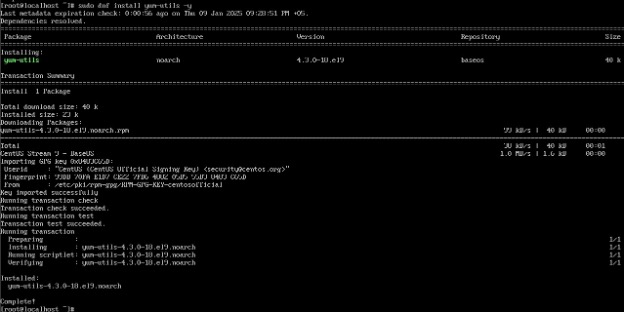 [root@localhost ~]# sudo dnf install yum-utils -y
Last metadata expiration check: 0:00:56 ago on Thu 09 Jan 2025 09:28:51 PM +05.
Dependencies resolved.
Package Architecture Version Repository Size
Installing:
yum-utils noarch 4.3.0-18.el9 baseos 40 k
Transaction Summary
Install 1 Package
Total download size: 40 k
Installed size: 23 k
Downloading Packages:
yum-utils-4.3.0-18.el9.noarch.rpm 99 kB/s | 40 kB 00:00
Total 30 kB/s | 40 kB 00:01
CentOS Stream 9 - BaseOS 1.0 MB/s | 1.6 kB 00:00
Importing GPG key 0x8483C65D:
Userid : "CentOS (CentOS Official Signing Key) <security@centos.org>"
Fingerprint: 99DB 70FA E1D7 CE22 7FB6 4882 05B5 55B3 8483 C65D
From : /etc/pki/rpm-gpg/RPM-GPG-KEY-centosofficial
Key imported successfully
Running transaction check
Transaction check succeeded.
Running transaction test
Transaction test succeeded.
Running transaction
Preparing : 1/1
Installing : yum-utils-4.3.0-18.el9.noarch 1/1
Running scriptlet: yum-utils-4.3.0-18.el9.noarch 1/1
Verifying : yum-utils-4.3.0-18.el9.noarch 1/1
Installed:
yum-utils-4.3.0-18.el9.noarch
Complete!
[root@localhost ~]#